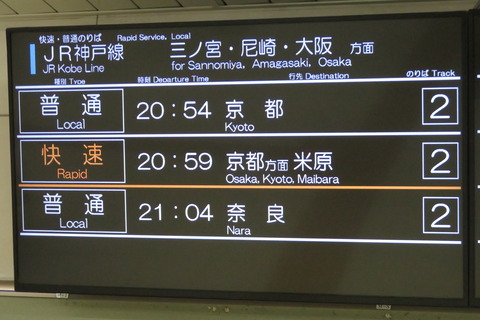 快速・普通のりば Rapid Service, Local
JR神戸線 三ノ宮・尼崎・大阪 方面
JR Kobe Line for Sannomiya, Amagasaki, Osaka
種別 Type 時刻 Departure Time 行先 Destination のりば Track
普通 20:54 京都 2
Local Kyoto
快速 20:59 京都方面 米原 2
Rapid Osaka, Kyoto, Maibara
普通 21:04 奈良 2
Local Nara